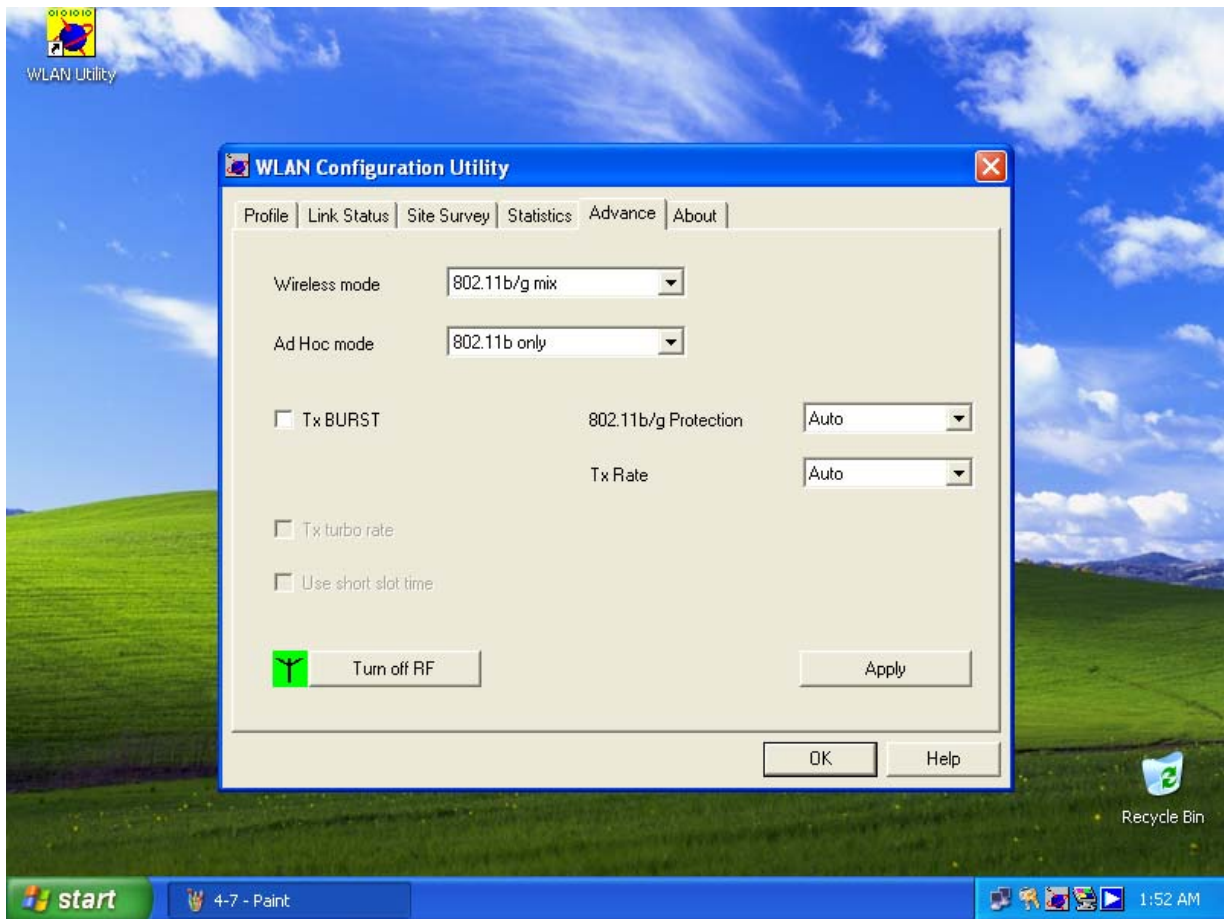 010101
WLAN Utility
WLAN Configuration Utility
Profile
Link Status
Site Survey
Statistics
Advance
About
Wireless mode
802.11b/g mix
Ad Hoc mode
802.11b only
Tx BURST
802.11b/g Protection
Auto
Tx Rate
Auto
Tx turbo rate
Use short slot time
Turn off RF
Apply
OK
Help
Recycle Bin
start
4-7 - Paint
1:52 AM